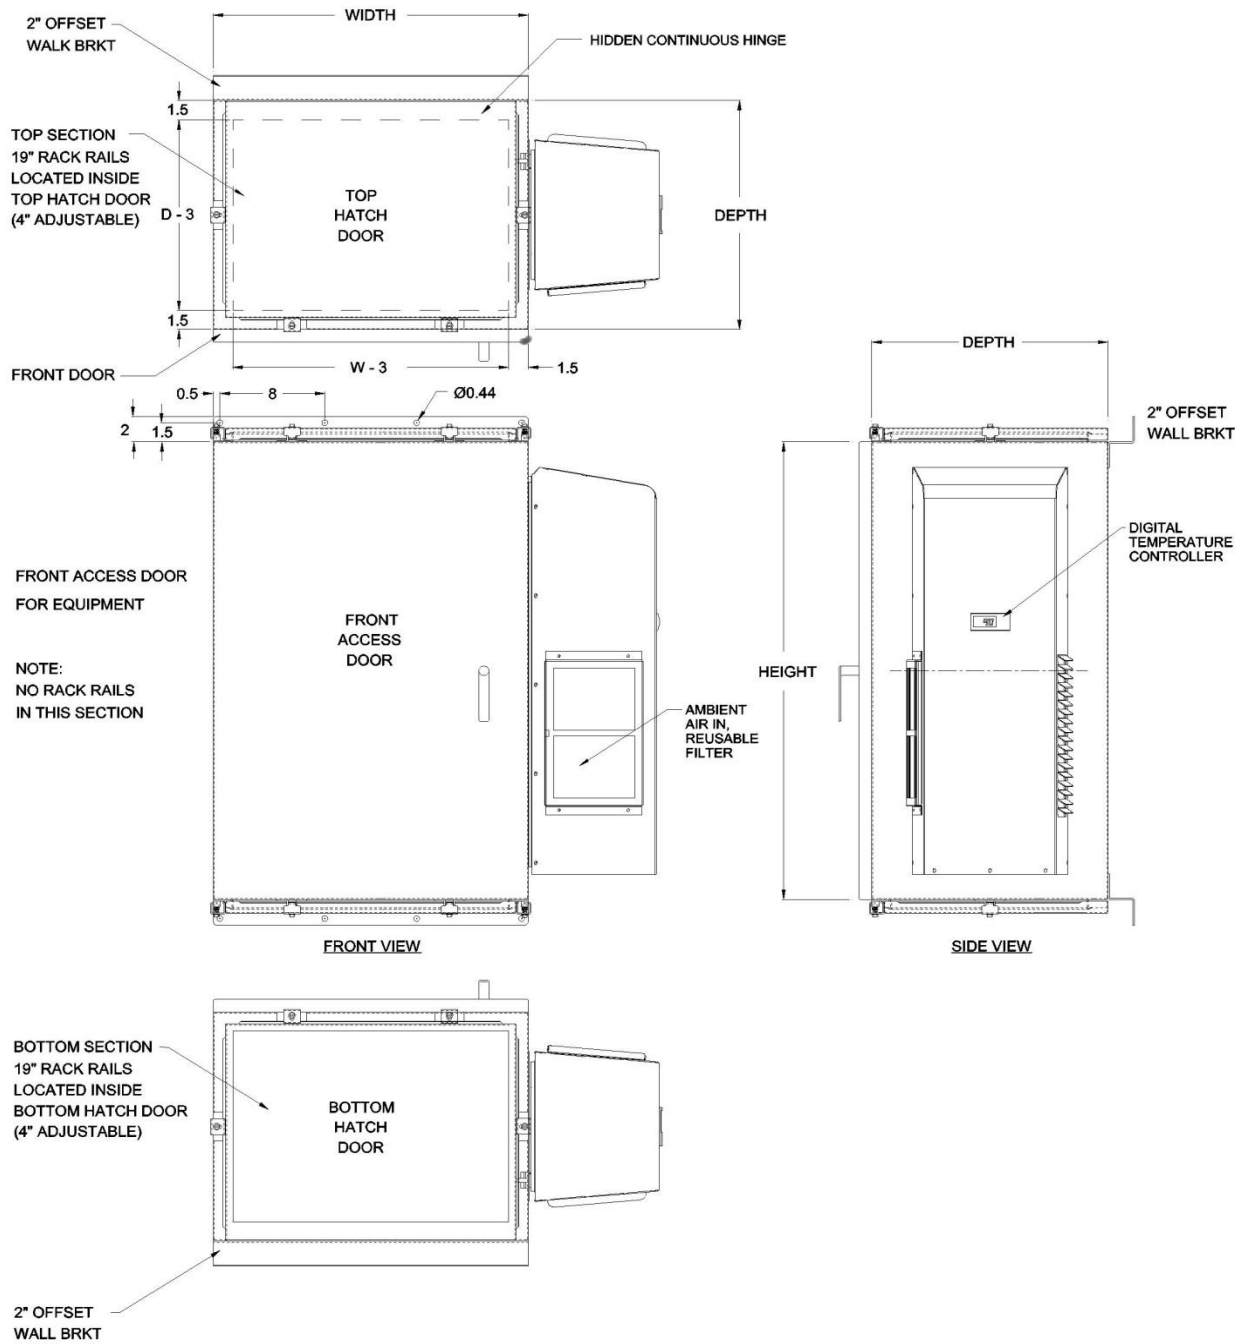 WIDTH
2" OFFSET
WALK BRKT
HIDDEN CONTINUOUS HINGE
1.5
TOP SECTION
19" RACK RAILS
LOCATED INSIDE
TOP HATCH DOOR
(4" ADJUSTABLE)
D - 3
TOP
HATCH
DOOR
DEPTH
1.5
FRONT DOOR
W - 3
1.5
DEPTH
0.5
8
Ø0.44
2
1.5
2" OFFSET
WALL BRKT
DIGITAL
TEMPERATURE
CONTROLLER
FRONT ACCESS DOOR
FOR EQUIPMENT
FRONT
ACCESS
DOOR
NOTE:
NO RACK RAILS
IN THIS SECTION
HEIGHT
AMBIENT
AIR IN,
REUSABLE
FILTER
FRONT VIEW
SIDE VIEW
BOTTOM SECTION
19" RACK RAILS
LOCATED INSIDE
BOTTOM HATCH DOOR
(4" ADJUSTABLE)
BOTTOM
HATCH
DOOR
2" OFFSET
WALL BRKT